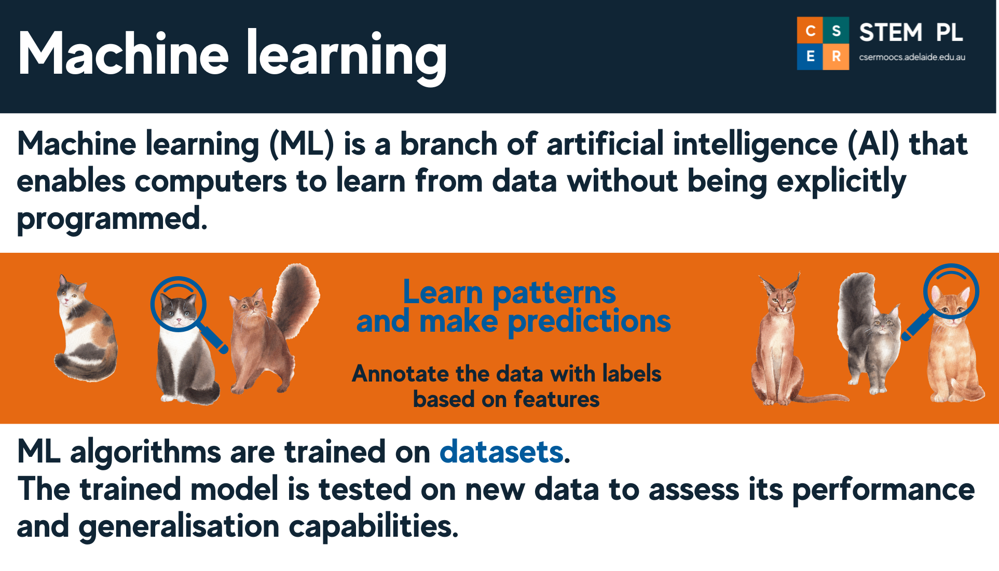 Machine learning
C S
E R
STEM PL
csermoocs.adelaide.edu.au
Machine learning (ML) is a branch of artificial intelligence (AI) that
enables computers to learn from data without being explicitly
programmed.
Learn patterns
and make predictions
Annotate the data with labels
based on features
ML algorithms are trained on datasets.
The trained model is tested on new data to assess its performance
and generalisation capabilities.